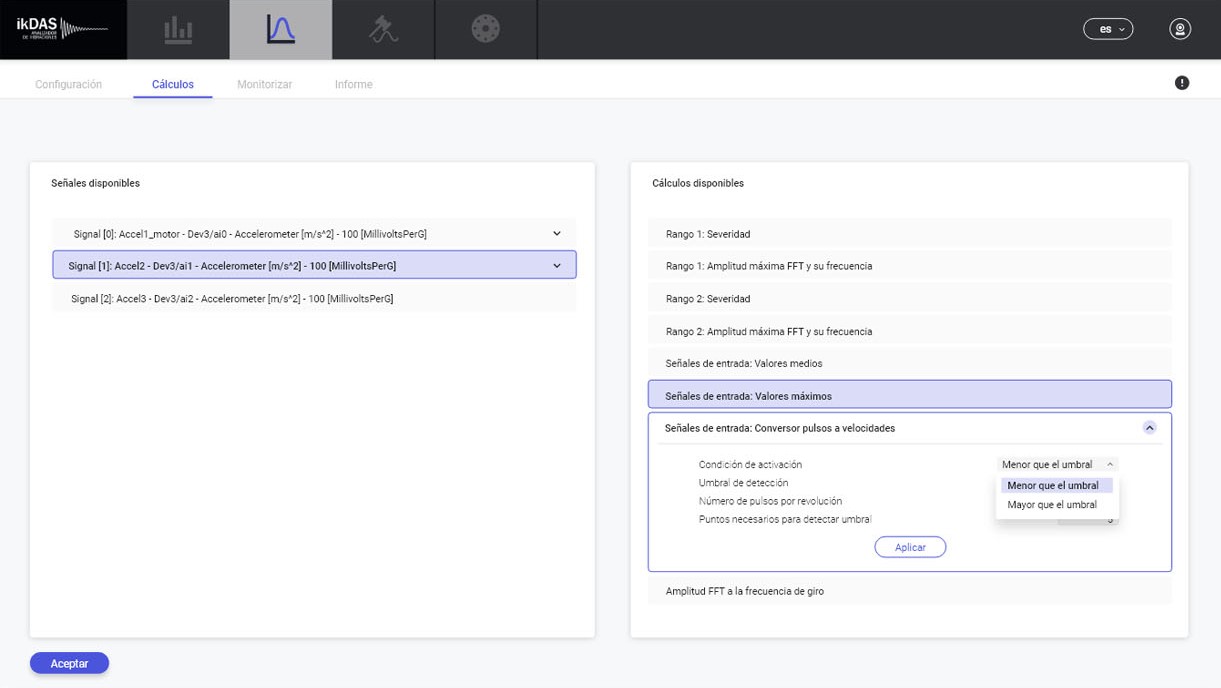 ikDAS
ANALIZADOR
DE VIBRACIONES
es
Configuración
Cálculos
Monitorizar
Informe
Señales disponibles
Signal [0]: Accel1_motor - Dev3/ai0 - Accelerometer [m/s^2] - 100 [MillivoltsPerG]
Signal [1]: Accel2 - Dev3/ai1 - Accelerometer [m/s^2] - 100 [MillivoltsPerG]
Signal [2]: Accel3 - Dev3/ai2 - Accelerometer [m/s^2] - 100 [MillivoltsPerG]
Cálculos disponibles
Rango 1: Severidad
Rango 1: Amplitud máxima FFT y su frecuencia
Rango 2: Severidad
Rango 2: Amplitud máxima FFT y su frecuencia
Señales de entrada: Valores medios
Señales de entrada: Valores máximos
Señales de entrada: Conversor pulsos a velocidades
Condición de activación
Menor que el umbral
Umbral de detección
Menor que el umbral
Número de pulsos por revolución
Mayor que el umbral
Puntos necesarios para detectar umbral
Aplicar
Amplitud FFT a la frecuencia de giro
Aceptar